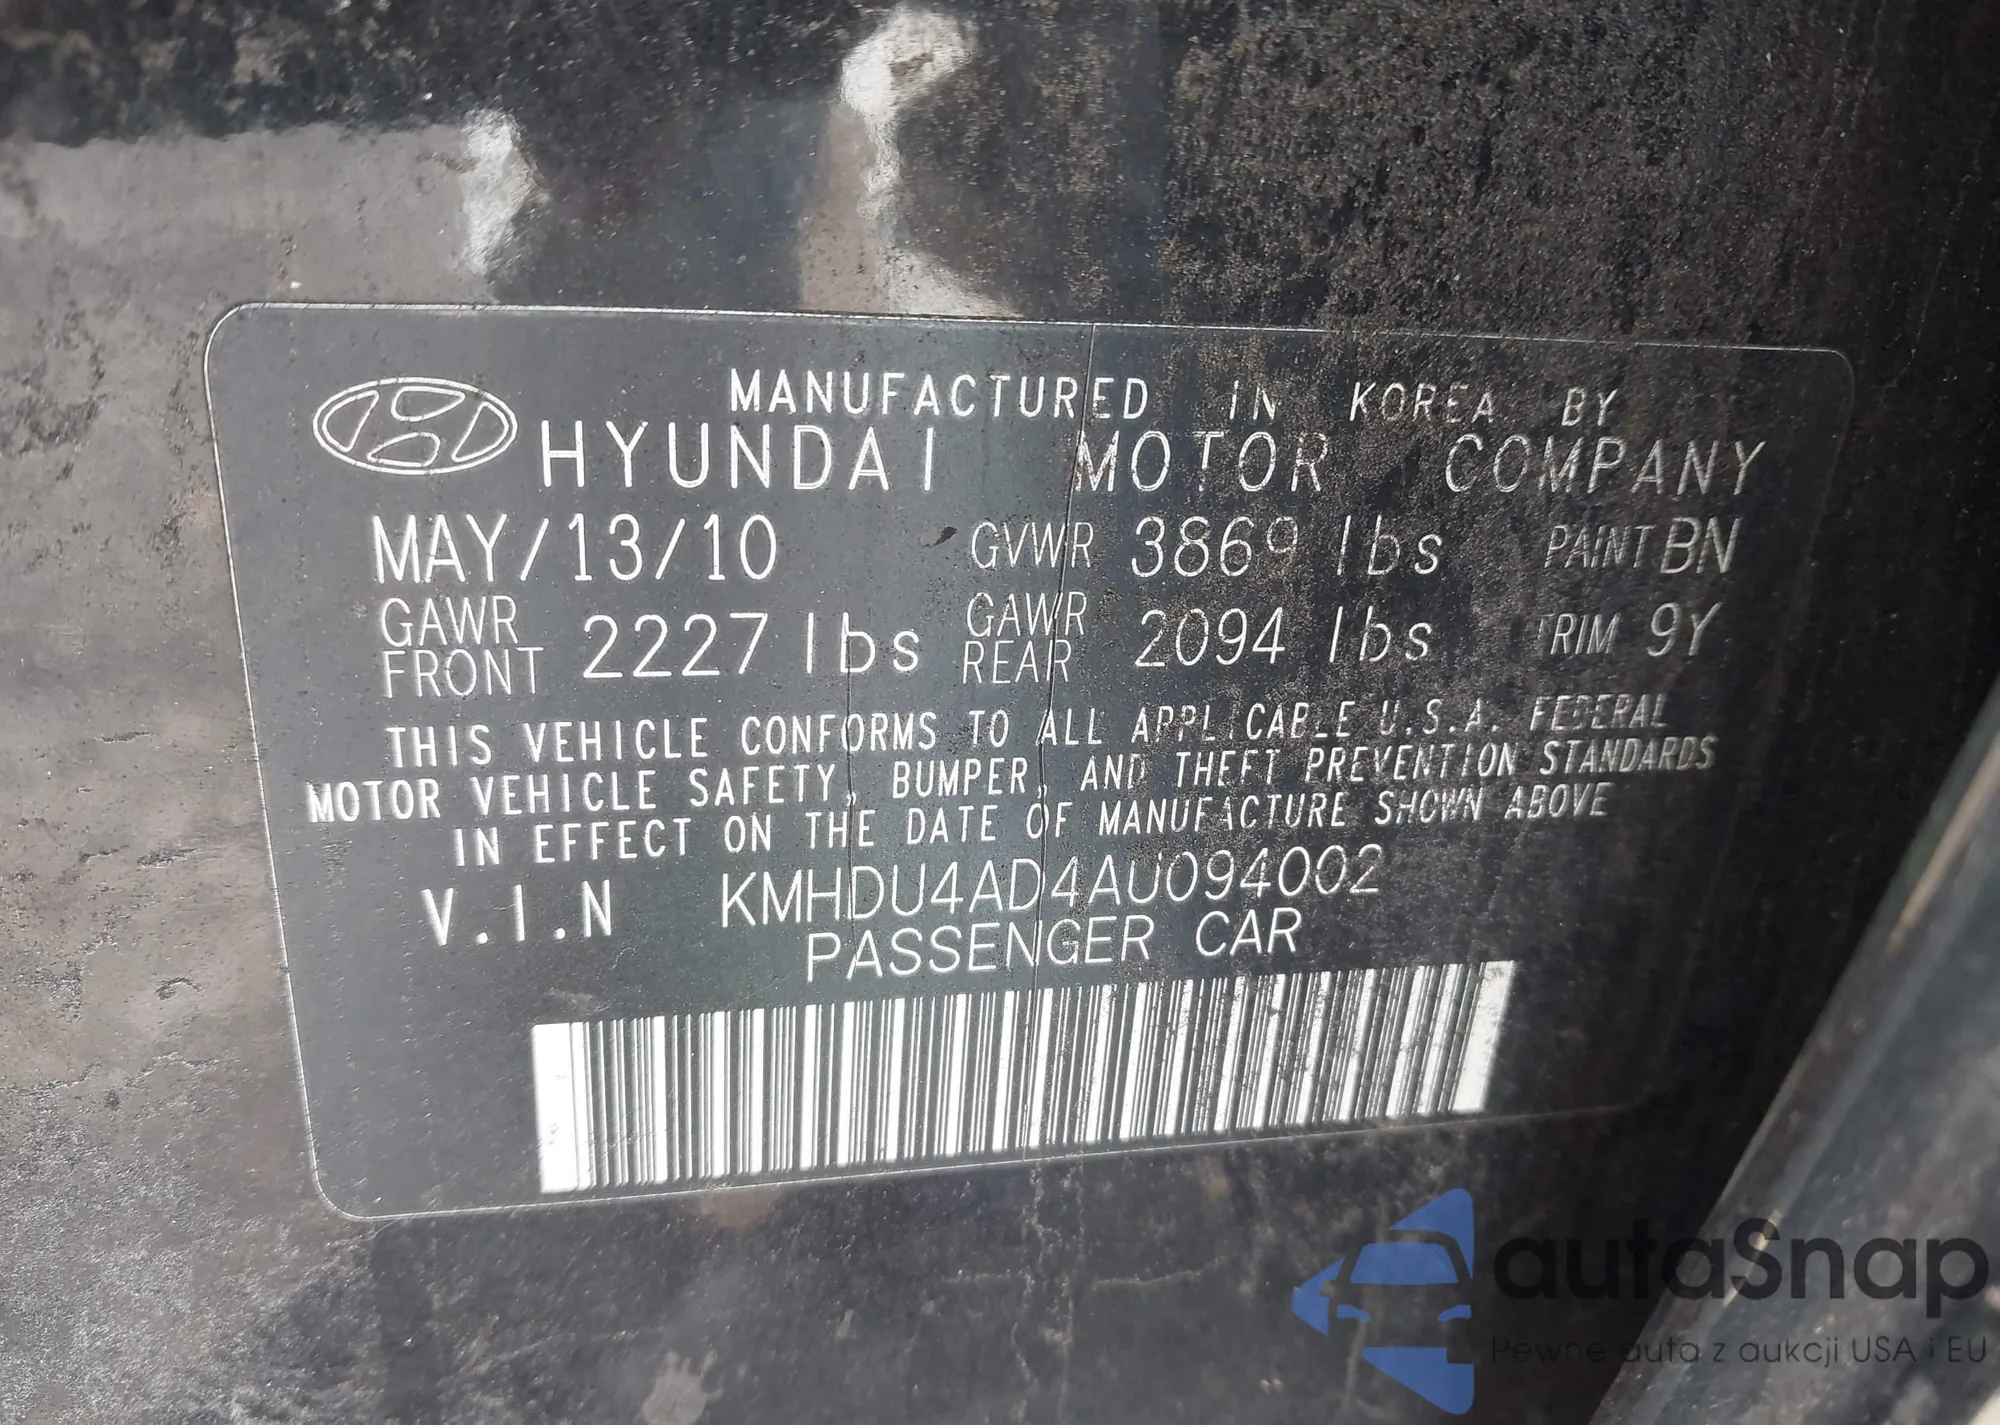 MANUFACTURED IN KOREA BY
HYUNDAI MOTOR COMPANY
MAY/13/10 GVWR 3869 lbs PAINT BN
GAWR FRONT 2227 lbs GAWR REAR 2094 lbs TRIM 9Y
THIS VEHICLE CONFORMS TO ALL APPLICABLE U.S.A. FEDERAL
MOTOR VEHICLE SAFETY, BUMPER, AND THEFT PREVENTION STANDARDS
IN EFFECT ON THE DATE OF MANUFACTURE SHOWN ABOVE
V.I.N KMHDU4AD4AU094002
PASSENGER CAR
autaSnap
Pewne auta z aukcji USA i EU